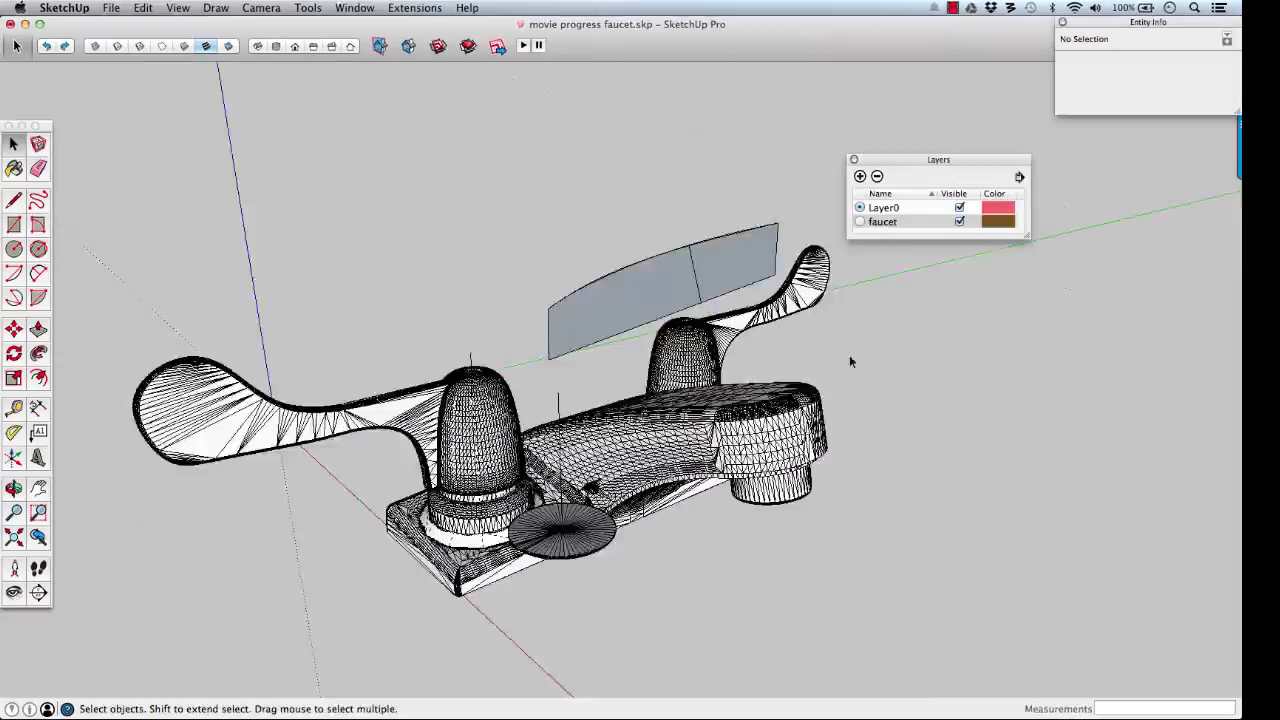 SketchUp File Edit View Draw Camera Tools Window Extensions Help 100%
movie progress faucet.skp - SketchUp Pro
Entity Info
No Selection
Layers
Name Visible Color
Layer0
faucet
A1
Select objects. Shift to extend select. Drag mouse to select multiple.
Measurements